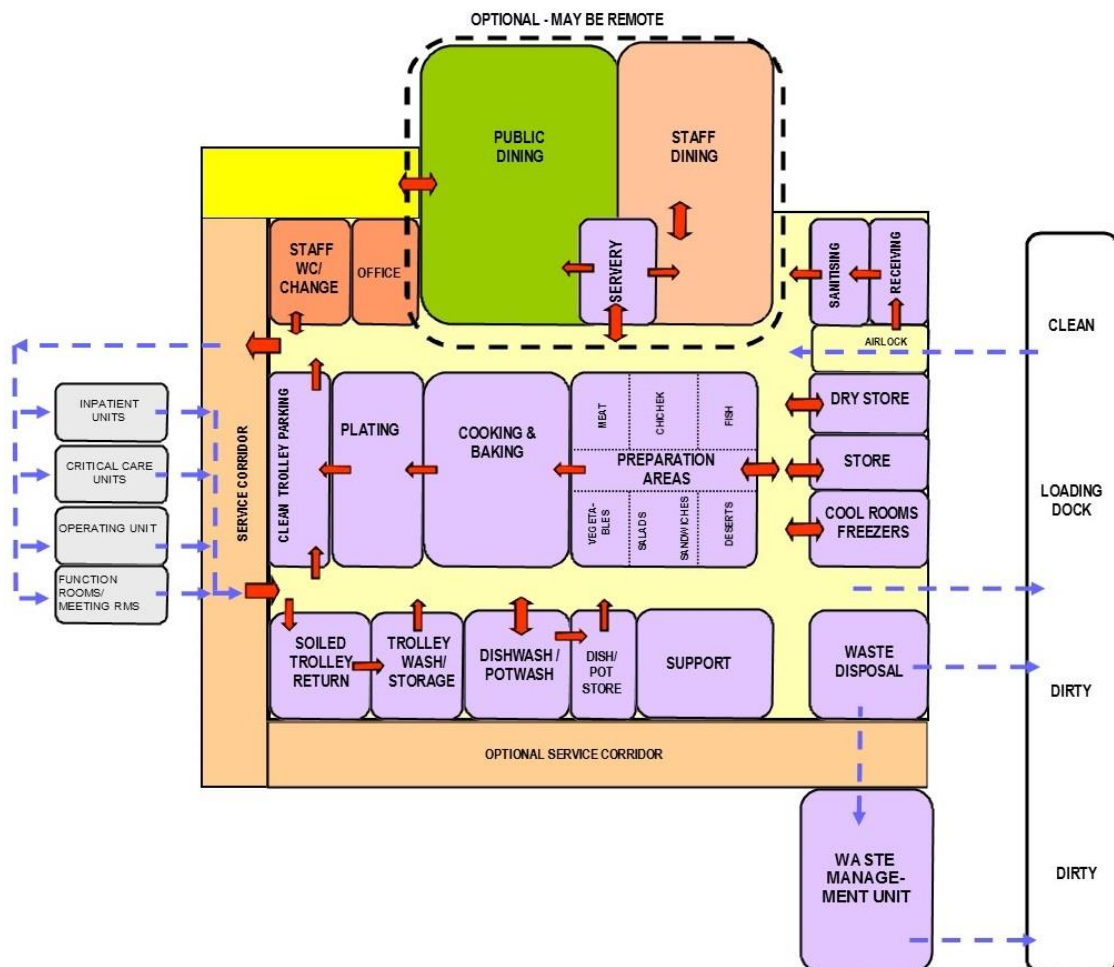 OPTIONAL - MAY BE REMOTE
PUBLIC
DINING
STAFF
DINING
SERVERY
STAFF
WC/
CHANGE
OFFICE
SANITISING
RECEIVING
AIRLOCK
CLEAN
INPATIENT
UNITS
CRITICAL CARE
UNITS
OPERATING UNIT
FUNCTION
ROOMS/
MEETING RMS
SERVICE CORRIDOR
CLEAN TROLLEY PARKING
PLATING
COOKING &
BAKING
MEAT
CHICHEK
FISH
PREPARATION
AREAS
VEGETA-
BLES
SALADS
SANDWICHES
DESERTS
DRY STORE
STORE
COOL ROOMS
FREEZERS
LOADING
DOCK
SOILED
TROLLEY
RETURN
TROLLEY
WASH/
STORAGE
DISHWASH /
POTWASH
DISH/
POT
STORE
SUPPORT
WASTE
DISPOSAL
DIRTY
OPTIONAL SERVICE CORRIDOR
WASTE
MANAGE-
MENT UNIT
DIRTY